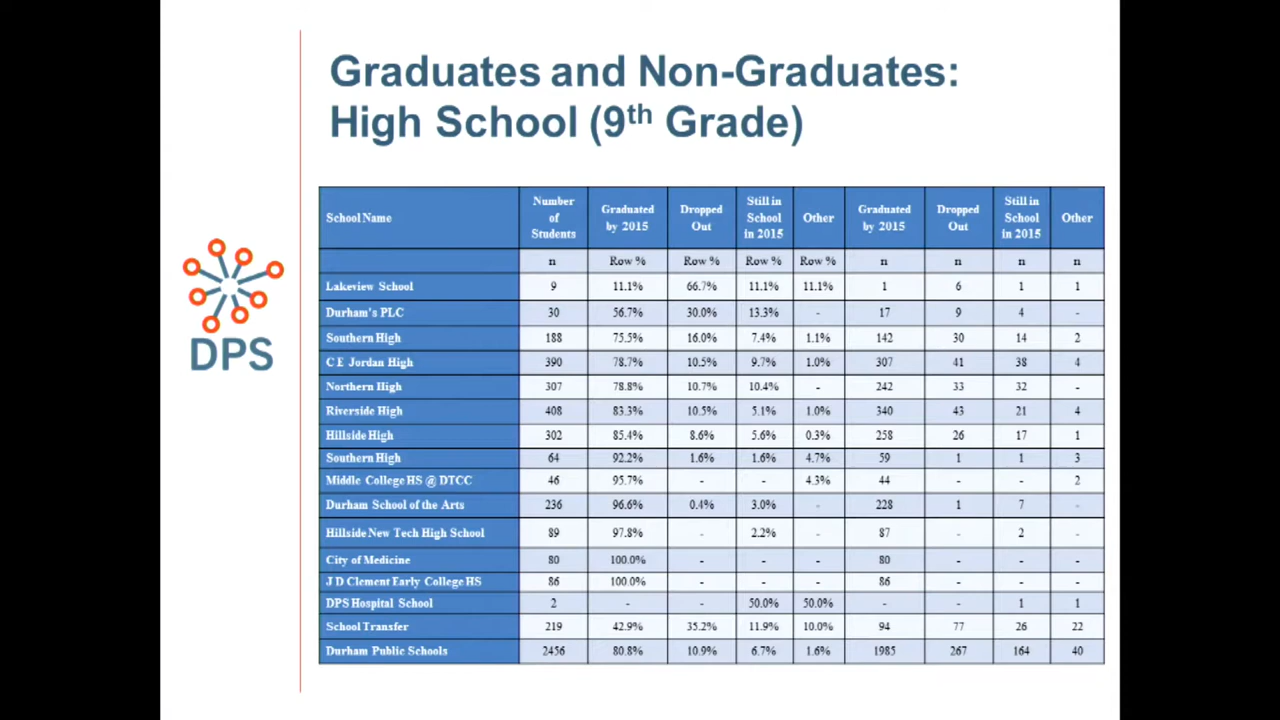 Graduates and Non-Graduates:
High School (9th Grade)
DPS
School Name | Number of Students | Graduated by 2015 | Dropped Out | Still in School in 2015 | Other | Graduated by 2015 | Dropped Out | Still in School in 2015 | Other
n | Row % | Row % | Row % | Row % | n | n | n | n
Lakeview School | 9 | 11.1% | 66.7% | 11.1% | 11.1% | 1 | 6 | 1 | 1
Durham's PLC | 30 | 56.7% | 30.0% | 13.3% | - | 17 | 9 | 4 | -
Southern High | 188 | 75.5% | 16.0% | 7.4% | 1.1% | 142 | 30 | 14 | 2
C E Jordan High | 390 | 78.7% | 10.5% | 9.7% | 1.0% | 307 | 41 | 38 | 4
Northern High | 307 | 78.8% | 10.7% | 10.4% | - | 242 | 33 | 32 | -
Riverside High | 408 | 83.3% | 10.5% | 5.1% | 1.0% | 340 | 43 | 21 | 4
Hillside High | 302 | 85.4% | 8.6% | 5.6% | 0.3% | 258 | 26 | 17 | 1
Southern High | 64 | 92.2% | 1.6% | 1.6% | 4.7% | 59 | 1 | 1 | 3
Middle College HS @ DTCC | 46 | 95.7% | - | - | 4.3% | 44 | - | - | 2
Durham School of the Arts | 236 | 96.6% | 0.4% | 3.0% | - | 228 | 1 | 7 | -
Hillside New Tech High School | 89 | 97.8% | - | 2.2% | - | 87 | - | 2 | -
City of Medicine | 80 | 100.0% | - | - | - | 80 | - | - | -
J D Clement Early College HS | 86 | 100.0% | - | - | - | 86 | - | - | -
DPS Hospital School | 2 | - | - | 50.0% | 50.0% | - | - | 1 | 1
School Transfer | 219 | 42.9% | 35.2% | 11.9% | 10.0% | 94 | 77 | 26 | 22
Durham Public Schools | 2456 | 80.8% | 10.9% | 6.7% | 1.6% | 1985 | 267 | 164 | 40